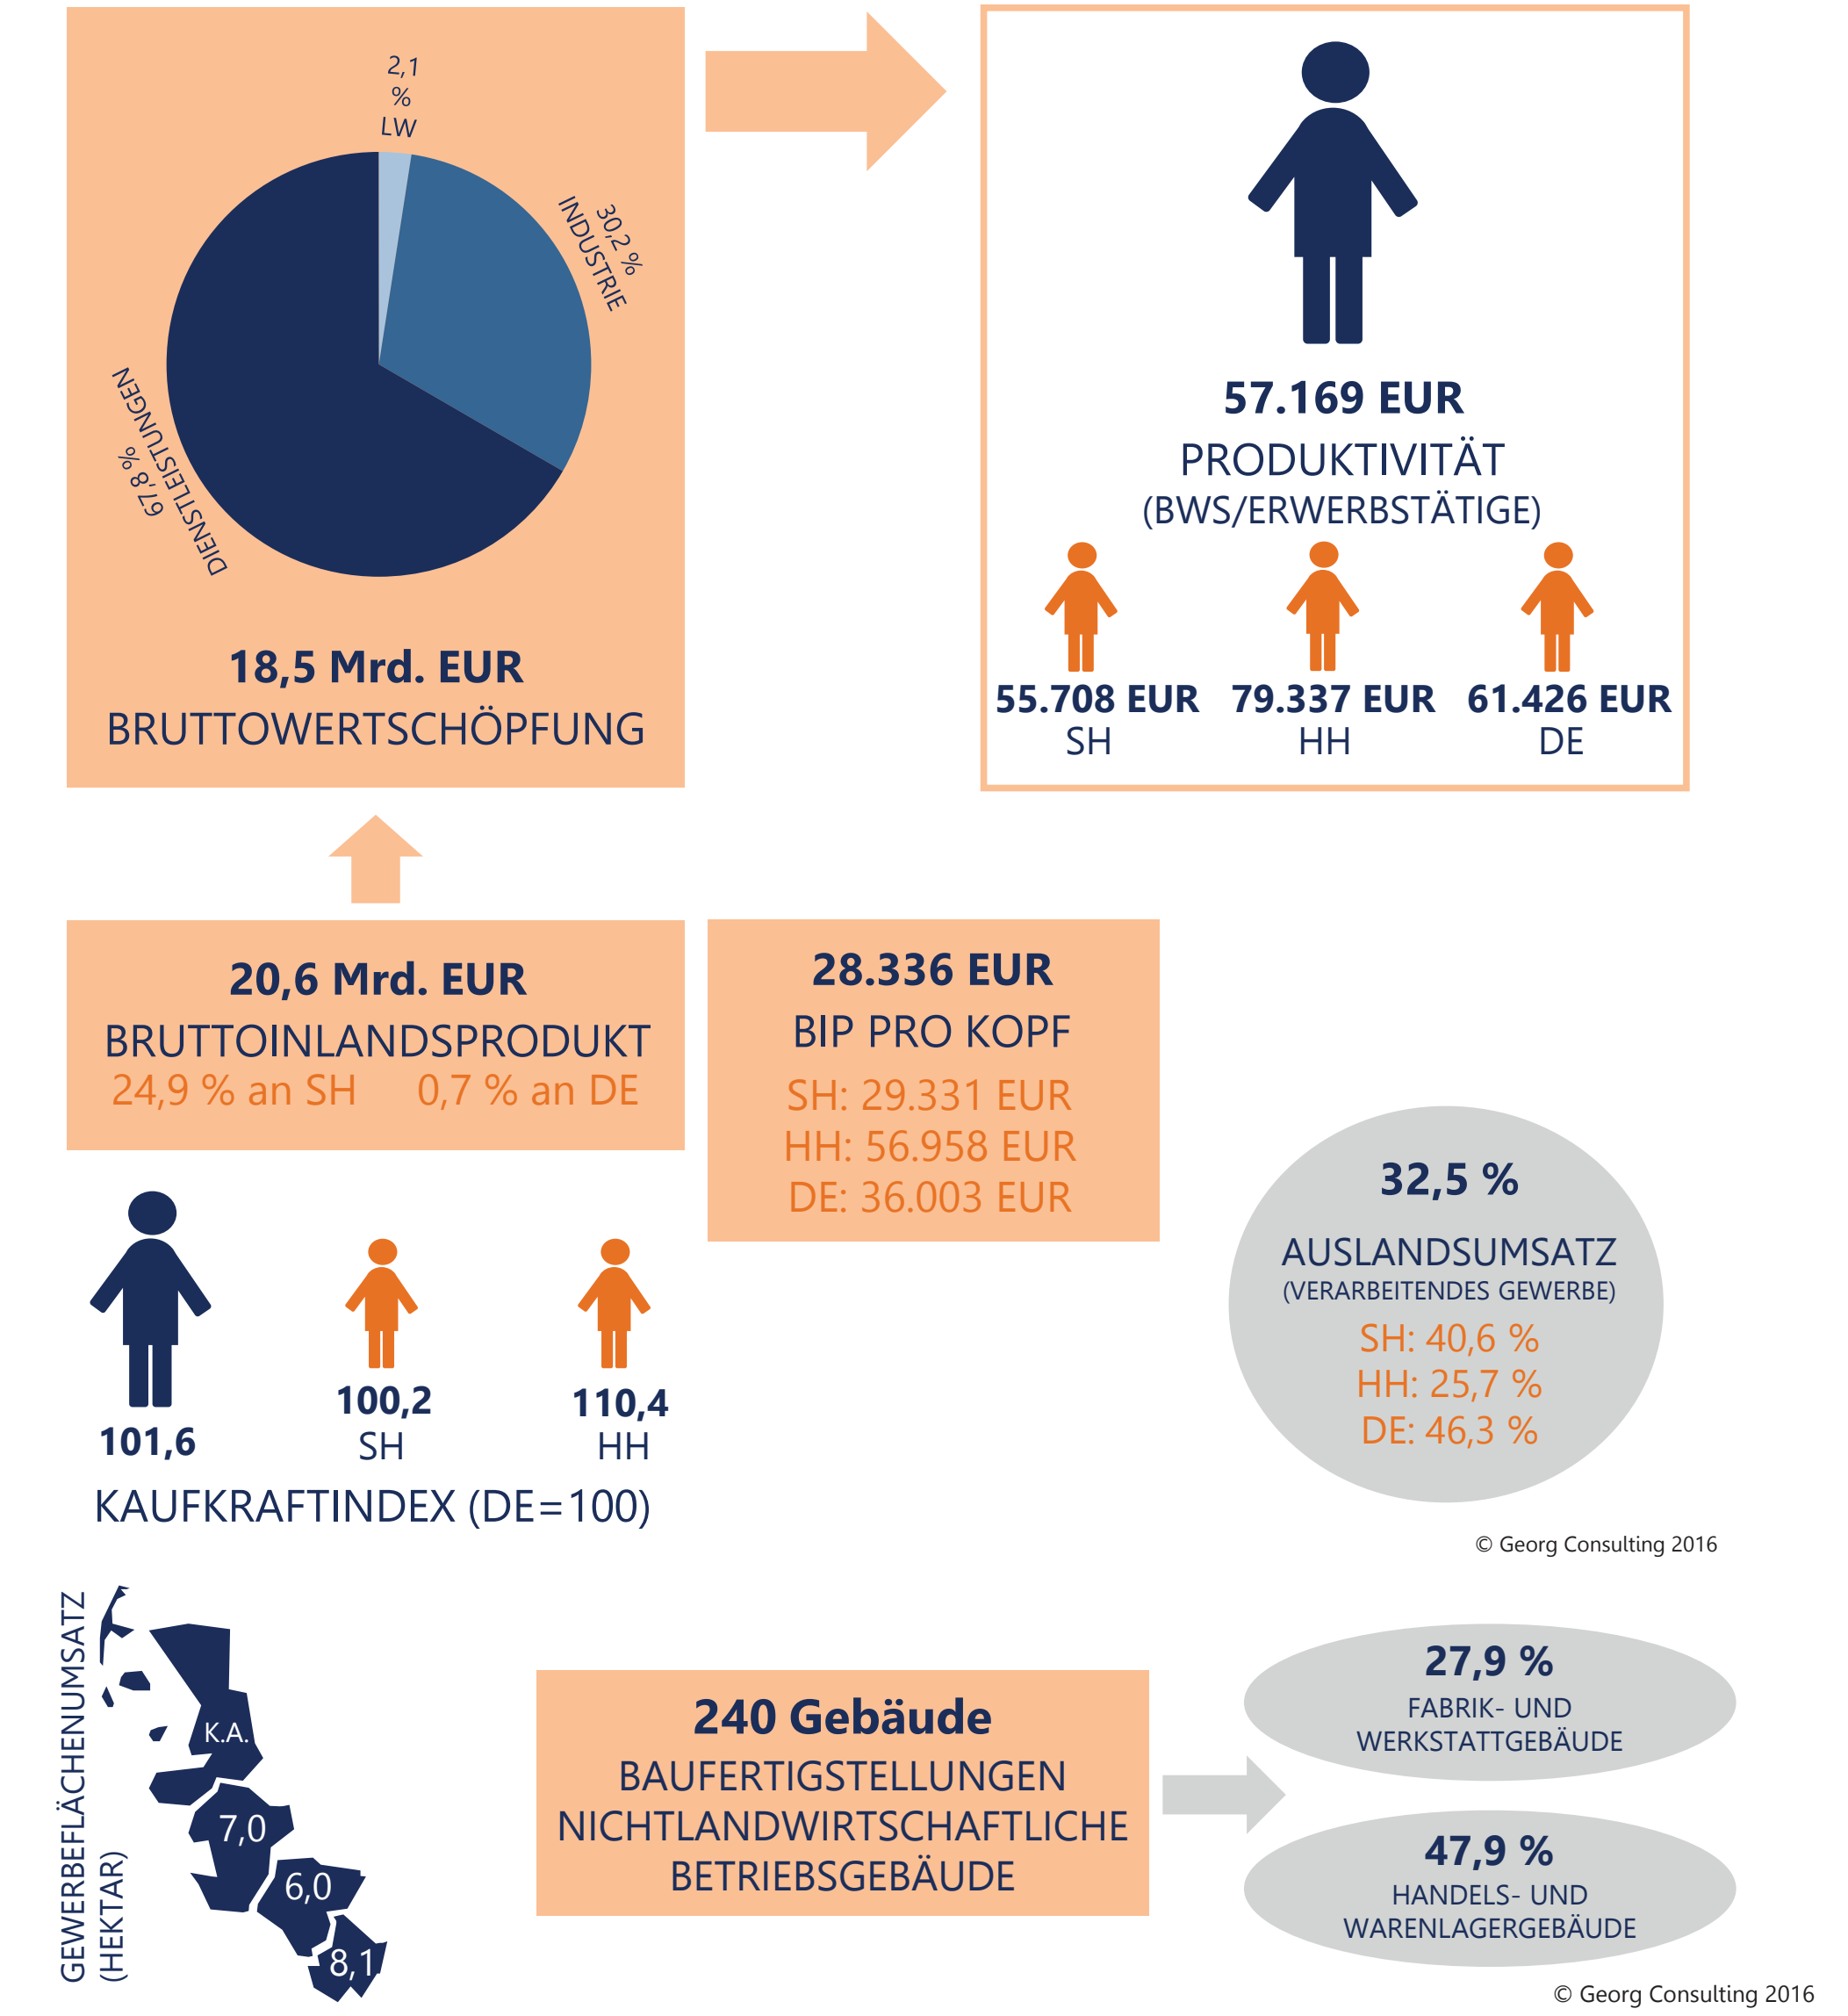 2,1
%
LW
30,2 %
INDUSTRIE
DIENSTLEISTUNGEN
67,8 %
18,5 Mrd. EUR
BRUTTOWERTSCHÖPFUNG
57.169 EUR
PRODUKTIVITÄT
(BWS/ERWERBSTÄTIGE)
55.708 EUR
SH
79.337 EUR
HH
61.426 EUR
DE
20,6 Mrd. EUR
BRUTTOINLANDSPRODUKT
24,9 % an SH 0,7 % an DE
28.336 EUR
BIP PRO KOPF
SH: 29.331 EUR
HH: 56.958 EUR
DE: 36.003 EUR
32,5 %
AUSLANDSUMSATZ
(VERARBEITENDES GEWERBE)
SH: 40,6 %
HH: 25,7 %
DE: 46,3 %
101,6
100,2
SH
110,4
HH
KAUFKRAFTINDEX (DE=100)
© Georg Consulting 2016
GEWERBEFLÄCHENUMSATZ
(HEKTAR)
K.A.
7,0
6,0
8,1
240 Gebäude
BAUFERTIGSTELLUNGEN
NICHTLANDWIRTSCHAFTLICHE
BETRIEBSGEBÄUDE
27,9 %
FABRIK- UND
WERKSTATTGEBÄUDE
47,9 %
HANDELS- UND
WARENLAGERGEBÄUDE
© Georg Consulting 2016